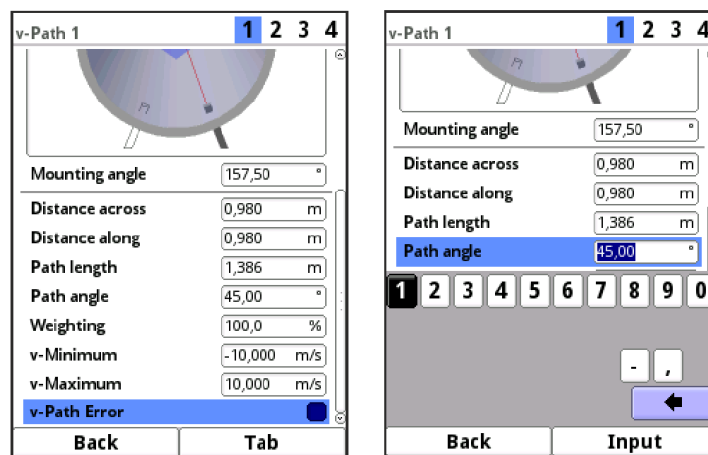 v-Path 1 1 2 3 4
Mounting angle 157,50 °
Distance across 0,980 m
Distance along 0,980 m
Path length 1,386 m
Path angle 45,00 °
Weighting 100,0 %
v-Minimum -10,000 m/s
v-Maximum 10,000 m/s
v-Path Error
Back Tab
v-Path 1 1 2 3 4
Mounting angle 157,50 °
Distance across 0,980 m
Distance along 0,980 m
Path length 1,386 m
Path angle 45,00 °
1 2 3 4 5 6 7 8 9 0
- ,
Back Input